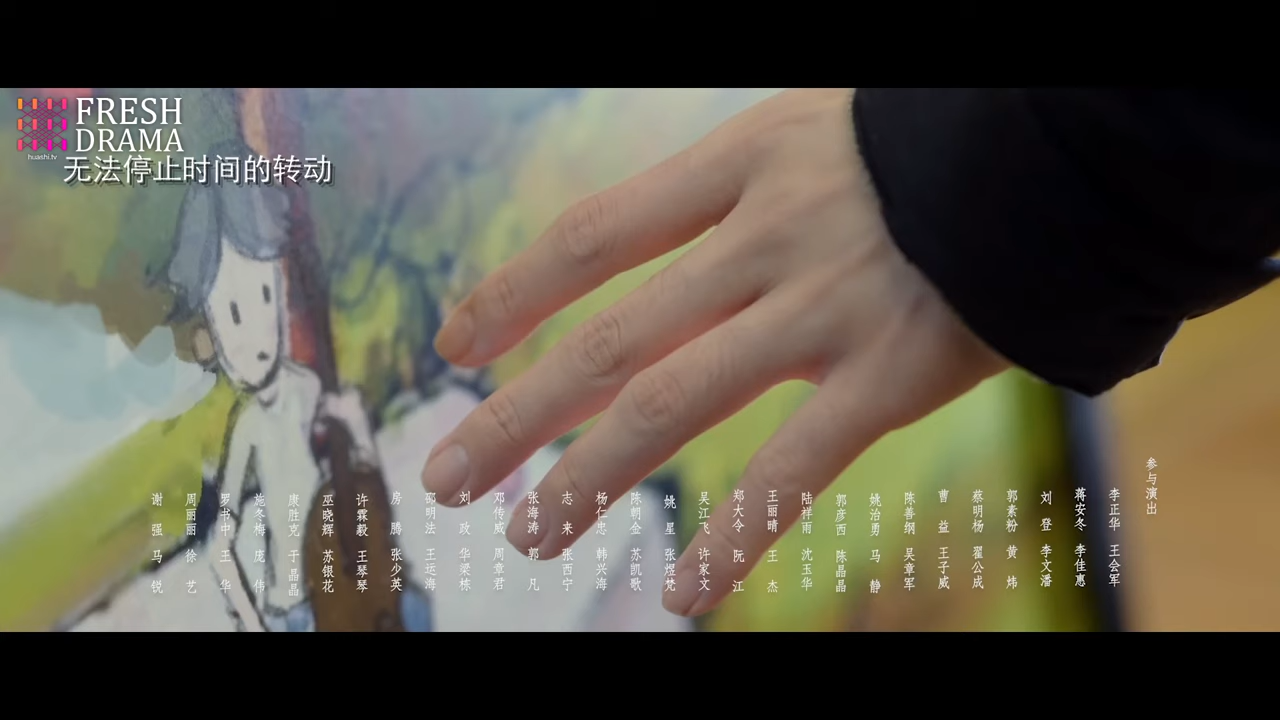 FRESH
DRAMA
huashi.tv
无法停止时间的转动
参与演出
李正华 王会军
蒋安冬 李佳惠
刘登 李文潘
郭素粉 黄炜
蔡明杨 翟公成
曹益 王子威
陈善纲 吴章军
姚治勇 马静
郭彦西 陈晶晶
陆祥雨 沈玉华
王丽晴 王杰
郑大令 阮江
吴江飞 许家文
姚星 张煜梵
陈朝金 苏凯歌
杨仁忠 韩兴海
志来 张西宁
张海涛 郭凡
邓传威 周章君
刘政 华梁栋
邵明法 王运海
房腾 张少英
许霖毅 王琴琴
巫晓辉 苏银花
康胜克 于晶晶
施冬梅 庞伟
罗书中 王华
周丽丽 徐艺
谢强 马锐